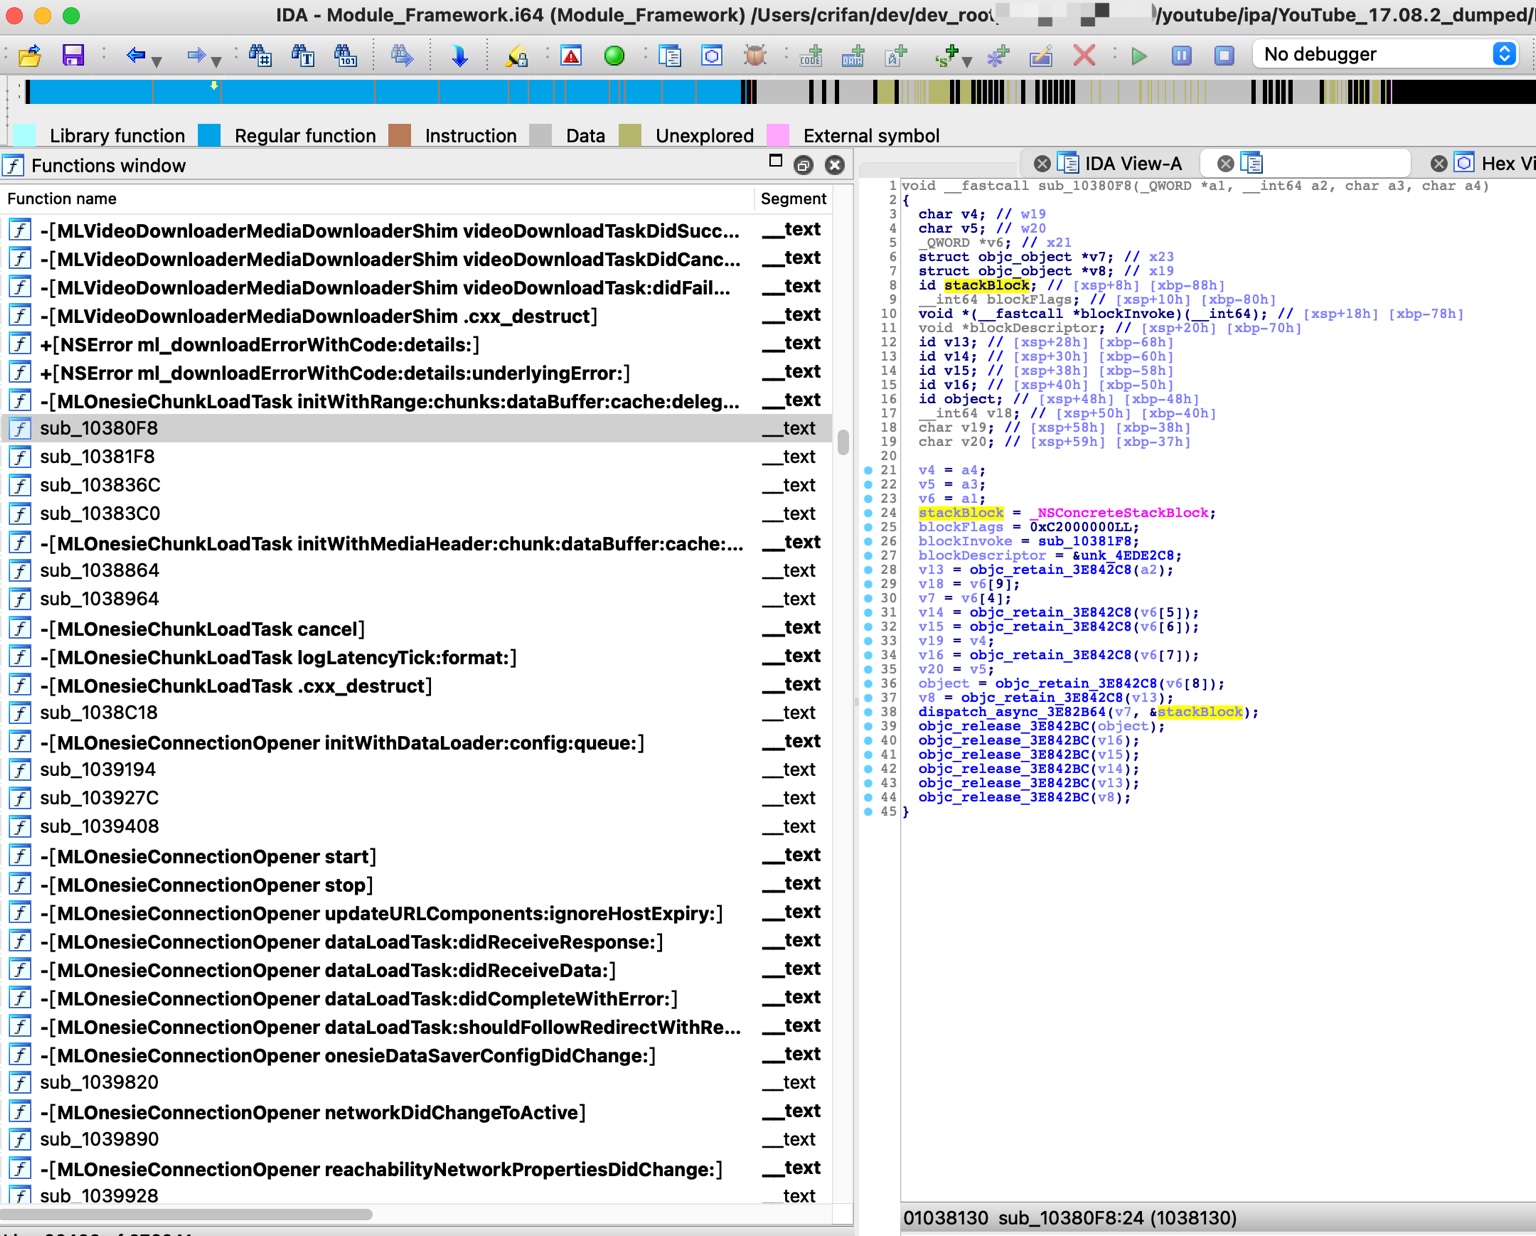 IDA - Module_Framework.i64 (Module_Framework) /Users/crifan/dev/dev_root /youtube/ipa/YouTube_17.08.2_dumped/
No debugger
Library function Regular function Instruction Data Unexplored External symbol
Functions window
Function name Segment
-[MLVideoDownloaderMediaDownloaderShim videoDownloadTaskDidSucc... __text
-[MLVideoDownloaderMediaDownloaderShim videoDownloadTaskDidCanc... __text
-[MLVideoDownloaderMediaDownloaderShim videoDownloadTask:didFail... __text
-[MLVideoDownloaderMediaDownloaderShim .cxx_destruct] __text
+[NSError ml_downloadErrorWithCode:details:] __text
+[NSError ml_downloadErrorWithCode:details:underlyingError:] __text
-[MLOnesieChunkLoadTask initWithRange:chunks:dataBuffer:cache:deleg... __text
sub_10380F8 __text
sub_10381F8 __text
sub_103836C __text
sub_10383C0 __text
-[MLOnesieChunkLoadTask initWithMediaHeader:chunk:dataBuffer:cache:... __text
sub_1038864 __text
sub_1038964 __text
-[MLOnesieChunkLoadTask cancel] __text
-[MLOnesieChunkLoadTask logLatencyTick:format:] __text
-[MLOnesieChunkLoadTask .cxx_destruct] __text
sub_1038C18 __text
-[MLOnesieConnectionOpener initWithDataLoader:config:queue:] __text
sub_1039194 __text
sub_103927C __text
sub_1039408 __text
-[MLOnesieConnectionOpener start] __text
-[MLOnesieConnectionOpener stop] __text
-[MLOnesieConnectionOpener updateURLComponents:ignoreHostExpiry:] __text
-[MLOnesieConnectionOpener dataLoadTask:didReceiveResponse:] __text
-[MLOnesieConnectionOpener dataLoadTask:didReceiveData:] __text
-[MLOnesieConnectionOpener dataLoadTask:didCompleteWithError:] __text
-[MLOnesieConnectionOpener dataLoadTask:shouldFollowRedirectWithRe... __text
-[MLOnesieConnectionOpener onesieDataSaverConfigDidChange:] __text
sub_1039820 __text
-[MLOnesieConnectionOpener networkDidChangeToActive] __text
sub_1039890 __text
-[MLOnesieConnectionOpener reachabilityNetworkPropertiesDidChange:] __text
sub_1039928 __text
IDA View-A Hex Vi
1 void __fastcall sub_10380F8(_QWORD *a1, __int64 a2, char a3, char a4)
2 {
3 char v4; // w19
4 char v5; // w20
5 _QWORD *v6; // x21
6 struct objc_object *v7; // x23
7 struct objc_object *v8; // x19
8 id stackBlock; // [xsp+8h] [xbp-88h]
9 __int64 blockFlags; // [xsp+10h] [xbp-80h]
10 void *(__fastcall *blockInvoke)(__int64); // [xsp+18h] [xbp-78h]
11 void *blockDescriptor; // [xsp+20h] [xbp-70h]
12 id v13; // [xsp+28h] [xbp-68h]
13 id v14; // [xsp+30h] [xbp-60h]
14 id v15; // [xsp+38h] [xbp-58h]
15 id v16; // [xsp+40h] [xbp-50h]
16 id object; // [xsp+48h] [xbp-48h]
17 __int64 v18; // [xsp+50h] [xbp-40h]
18 char v19; // [xsp+58h] [xbp-38h]
19 char v20; // [xsp+59h] [xbp-37h]
20
21 v4 = a4;
22 v5 = a3;
23 v6 = a1;
24 stackBlock = _NSConcreteStackBlock;
25 blockFlags = 0xC2000000LL;
26 blockInvoke = sub_10381F8;
27 blockDescriptor = &unk_4EDE2C8;
28 v13 = objc_retain_3E842C8(a2);
29 v18 = v6[9];
30 v7 = v6[4];
31 v14 = objc_retain_3E842C8(v6[5]);
32 v15 = objc_retain_3E842C8(v6[6]);
33 v19 = v4;
34 v16 = objc_retain_3E842C8(v6[7]);
35 v20 = v5;
36 object = objc_retain_3E842C8(v6[8]);
37 v8 = objc_retain_3E842C8(v13);
38 dispatch_async_3E82B64(v7, &stackBlock);
39 objc_release_3E842BC(object);
40 objc_release_3E842BC(v16);
41 objc_release_3E842BC(v15);
42 objc_release_3E842BC(v14);
43 objc_release_3E842BC(v13);
44 objc_release_3E842BC(v8);
45 }
01038130 sub_10380F8:24 (1038130)